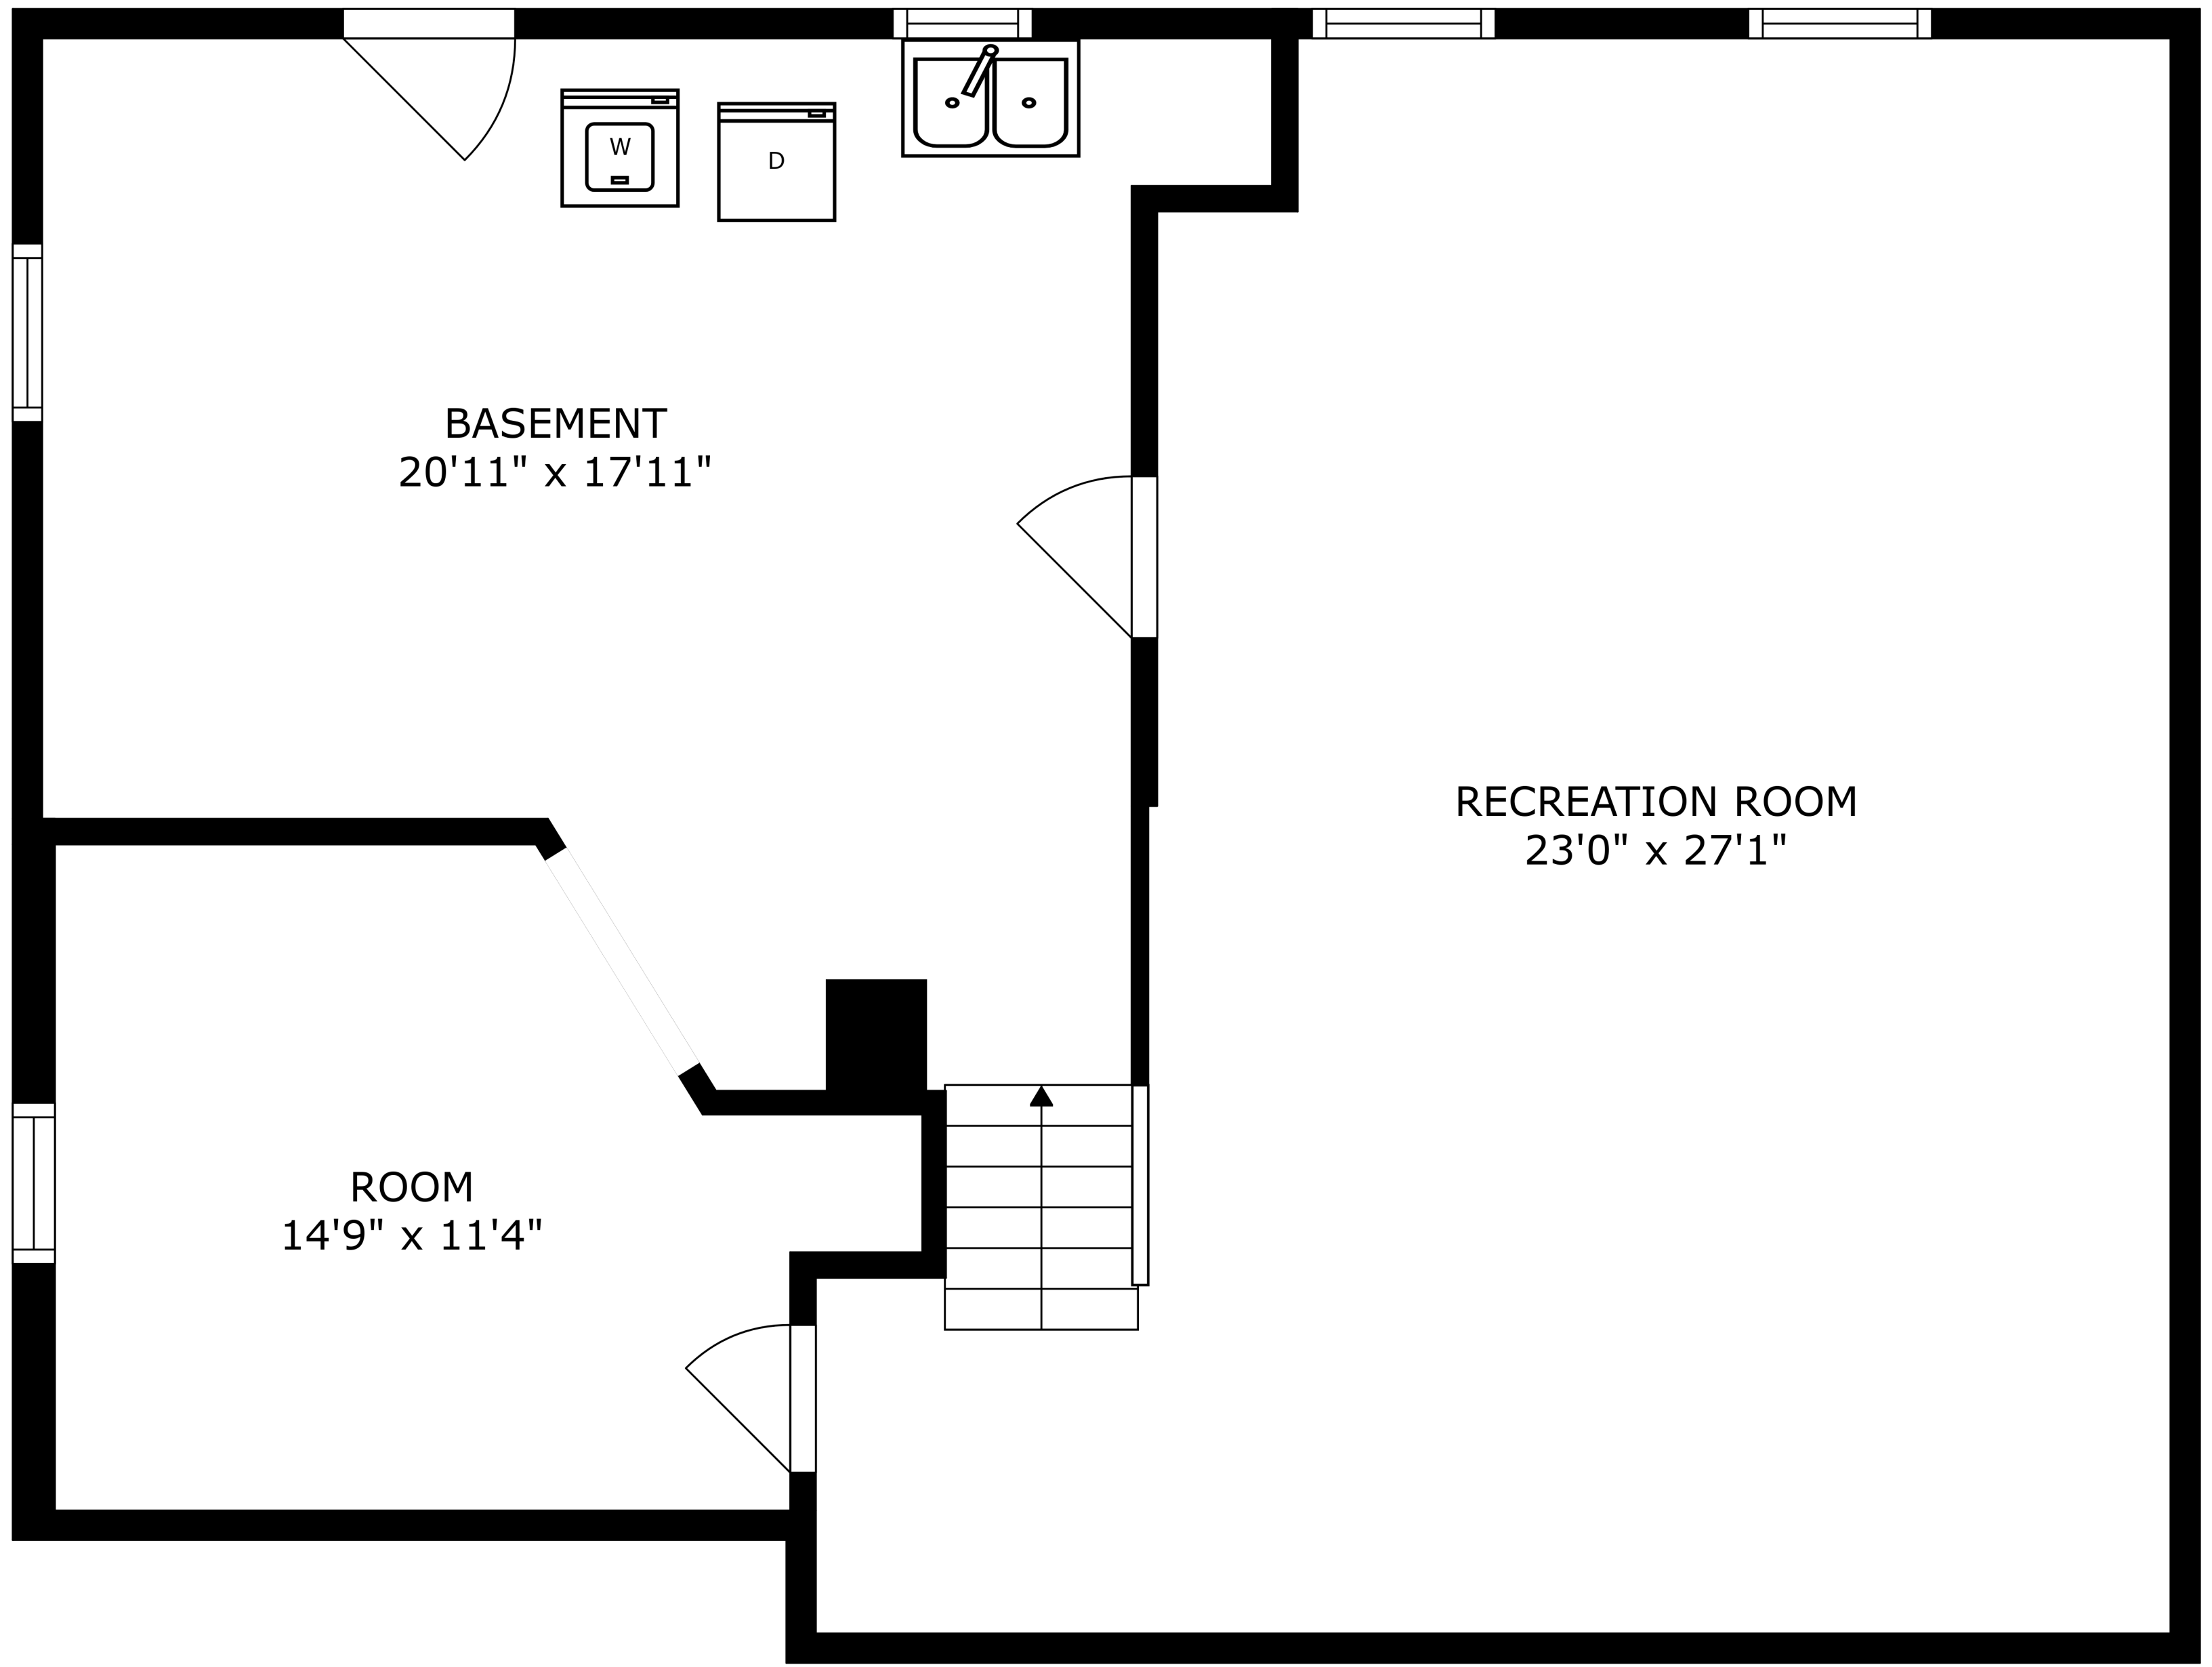 W
D
BASEMENT
20'11" x 17'11"
RECREATION ROOM
23'0" x 27'1"
ROOM
14'9" x 11'4"